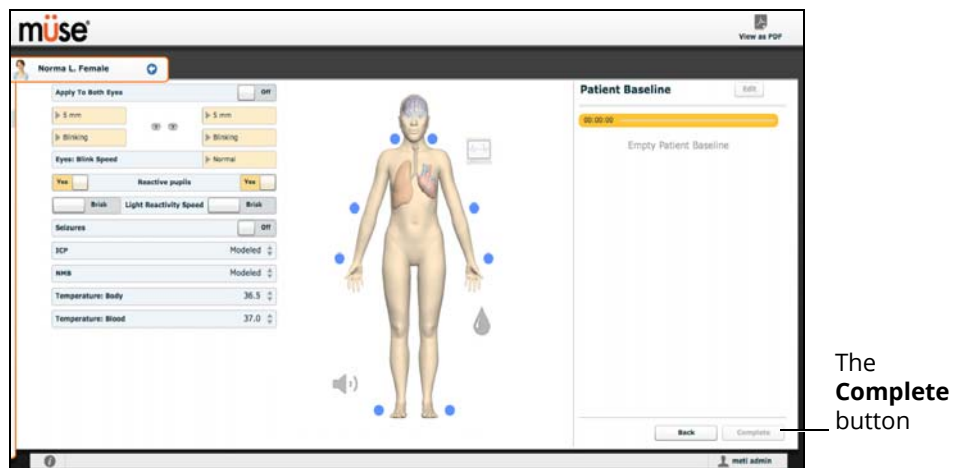 müse
View as PDF
Norma L. Female
Apply To Both Eyes Off
5 mm 5 mm
Blinking Blinking
Eyes: Blink Speed Normal
Yes Reactive pupils Yes
Brisk Light Reactivity Speed Brisk
Seizures Off
ICP Modeled
NMB Modeled
Temperature: Body 36.5
Temperature: Blood 37.0
Patient Baseline Edit
00:00:00
Empty Patient Baseline
Back Complete
meti admin
The
Complete
button